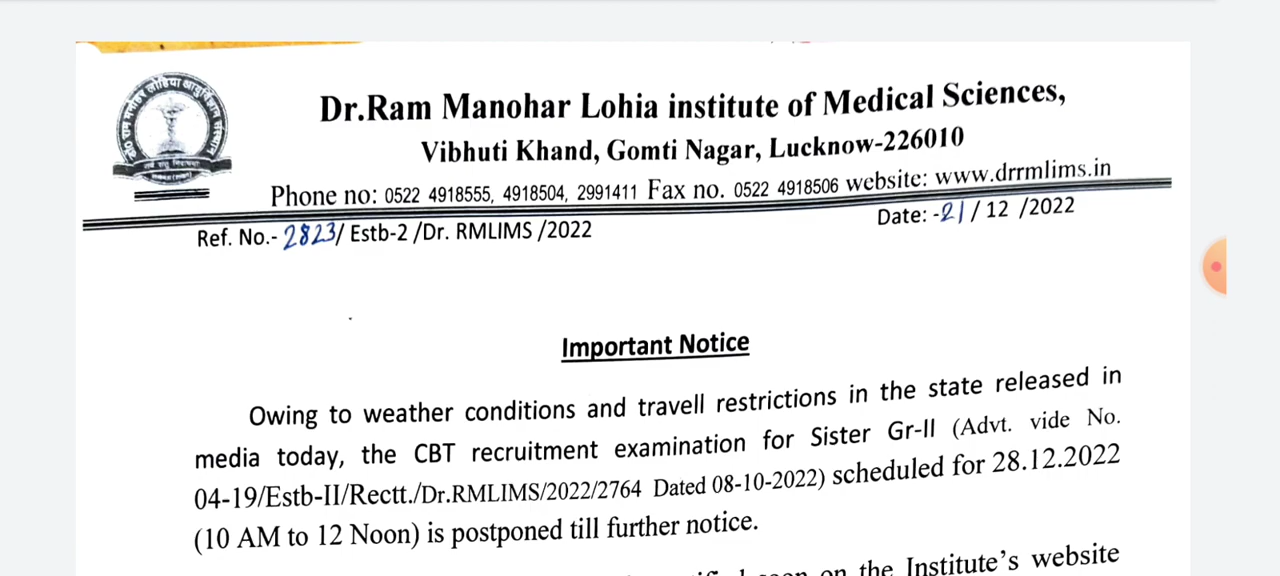 डॉ० राम मनोहर लोहिया आयुर्विज्ञान संस्थान
Dr.Ram Manohar Lohia institute of Medical Sciences,
Vibhuti Khand, Gomti Nagar, Lucknow-226010
Phone no: 0522 4918555, 4918504, 2991411 Fax no. 0522 4918506 website: www.drrmlims.in
Ref. No.- 2823/ Estb-2 /Dr. RMLIMS /2022
Date: -21 / 12 /2022
Important Notice
Owing to weather conditions and travell restrictions in the state released in
media today, the CBT recruitment examination for Sister Gr-II (Advt. vide No.
04-19/Estb-II/Rectt./Dr.RMLIMS/2022/2764 Dated 08-10-2022) scheduled for 28.12.2022
(10 AM to 12 Noon) is postponed till further notice.
on the Institute's website